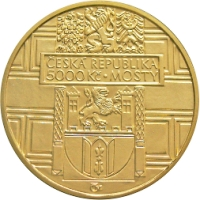 ČESKÁ REPUBLIKA
5000 Kč • MOSTY